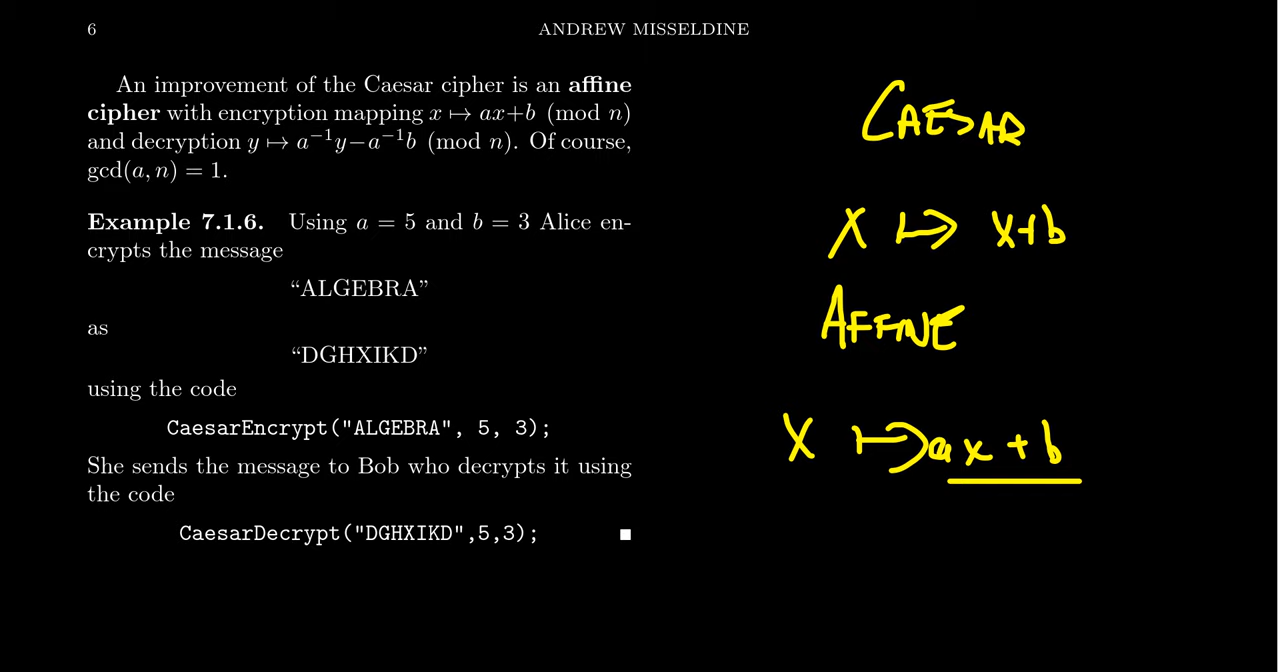 6
ANDREW MISSELDINE
An improvement of the Caesar cipher is an affine
cipher with encryption mapping x ↦ ax+b (mod n)
and decryption y ↦ a⁻¹y−a⁻¹b (mod n). Of course,
gcd(a, n) = 1.
Example 7.1.6. Using a = 5 and b = 3 Alice en-
crypts the message
“ALGEBRA”
as
“DGHXIKD”
using the code
CaesarEncrypt("ALGEBRA", 5, 3);
She sends the message to Bob who decrypts it using
the code
CaesarDecrypt("DGHXIKD",5,3);
CAESAR
X ↦ x+b
AFFINE
X ↦ ax + b